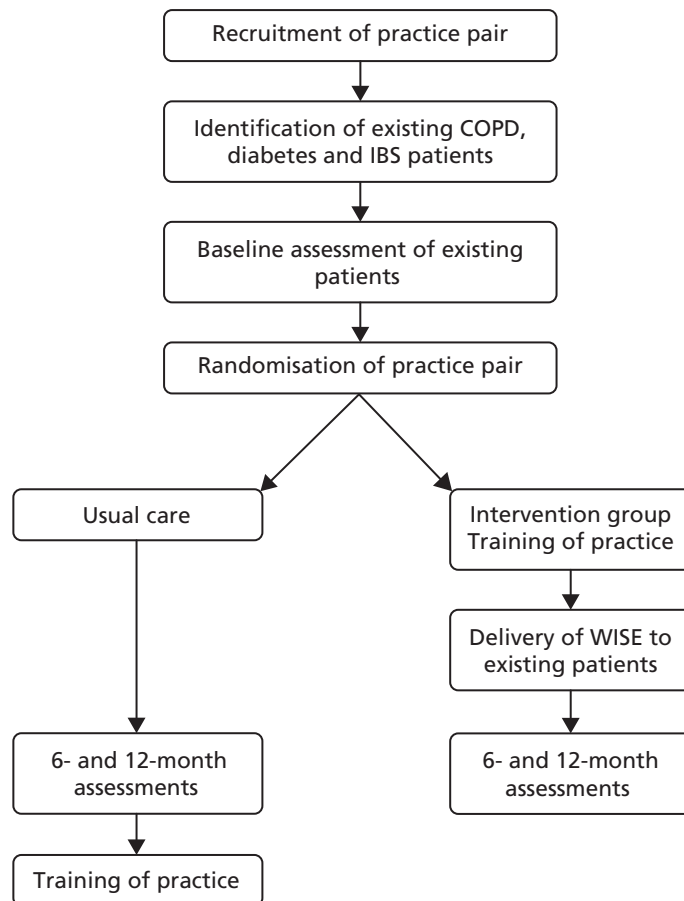 Recruitment of practice pair
Identification of existing COPD,
diabetes and IBS patients
Baseline assessment of existing
patients
Randomisation of practice pair
Usual care
6- and 12-month
assessments
Training of practice
Intervention group
Training of practice
Delivery of WISE to
existing patients
6- and 12-month
assessments